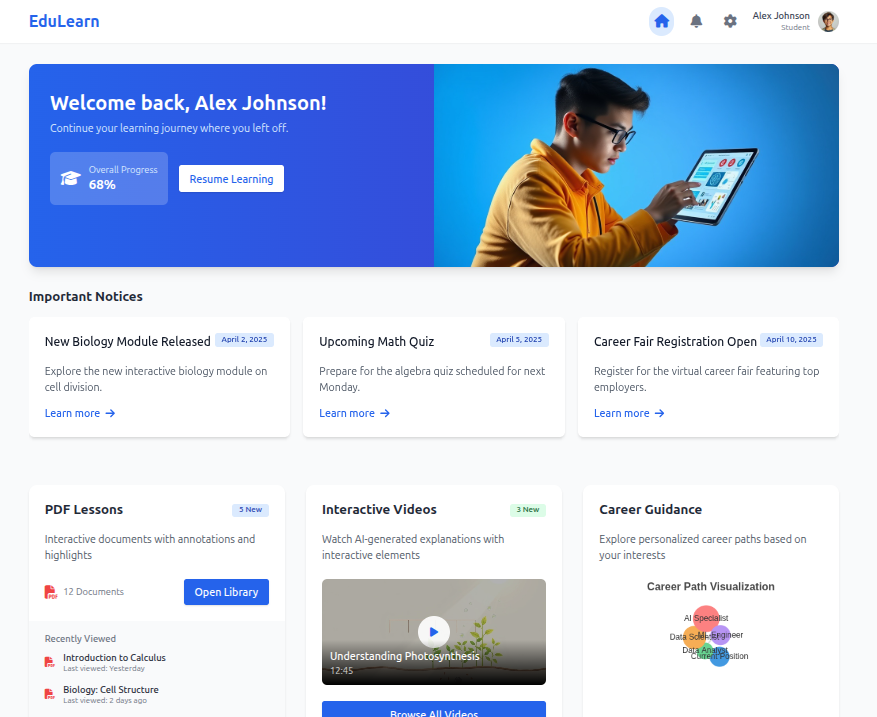 EduLearn
Alex Johnson
Student
Welcome back, Alex Johnson!
Continue your learning journey where you left off.
Overall Progress
68%
Resume Learning
Important Notices
New Biology Module Released
April 2, 2025
Explore the new interactive biology module on
cell division.
Learn more
Upcoming Math Quiz
April 5, 2025
Prepare for the algebra quiz scheduled for next
Monday.
Learn more
Career Fair Registration Open
April 10, 2025
Register for the virtual career fair featuring top
employers.
Learn more
PDF Lessons
5 New
Interactive documents with annotations and
highlights
12 Documents
Open Library
Recently Viewed
Introduction to Calculus
Last viewed: Yesterday
Biology: Cell Structure
Last viewed: 2 days ago
Interactive Videos
3 New
Watch AI-generated explanations with
interactive elements
Understanding Photosynthesis
12:45
Browse All Videos
Career Guidance
Explore personalized career paths based on
your interests
Career Path Visualization
AI Specialist
Data Scientist
ML Engineer
Data Analyst
Current Position